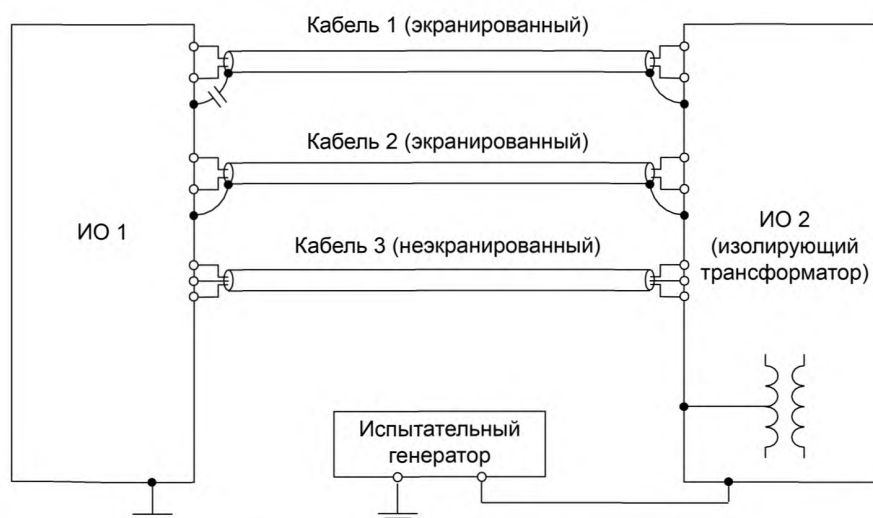 Кабель 1 (экранированный)
Кабель 2 (экранированный)
ИО 1
Кабель 3 (неэкранированный)
ИО 2
(изолирующий
трансформатор)
Испытательный
генератор